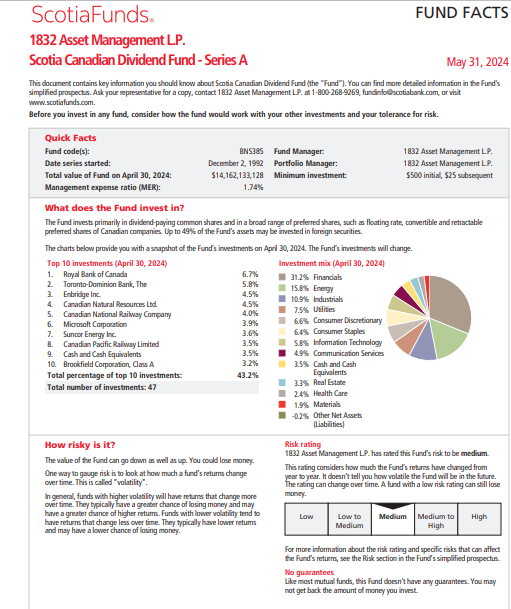 ScotiaFunds®
FUND FACTS
1832 Asset Management L.P.
Scotia Canadian Dividend Fund - Series A
May 31, 2024
This document contains key information you should know about Scotia Canadian Dividend Fund (the "Fund"). You can find more detailed information in the Fund's
simplified prospectus. Ask your representative for a copy, contact 1832 Asset Management L.P. at 1-800-268-9269, fundinfo@scotiabank.com, or visit
www.scotiafunds.com.
Before you invest in any fund, consider how the fund would work with your other investments and your tolerance for risk.
Quick Facts
Fund code(s): BNS385
Date series started: December 2, 1992
Total value of Fund on April 30, 2024: $14,162,133,128
Management expense ratio (MER): 1.74%
Fund Manager: 1832 Asset Management L.P.
Portfolio Manager: 1832 Asset Management L.P.
Minimum investment: $500 initial, $25 subsequent
What does the Fund invest in?
The Fund invests primarily in dividend-paying common shares and in a broad range of preferred shares, such as floating rate, convertible and retractable
preferred shares of Canadian companies. Up to 49% of the Fund's assets may be invested in foreign securities.
The charts below provide you with a snapshot of the Fund's investments on April 30, 2024. The Fund's investments will change.
Top 10 investments (April 30, 2024)
1. Royal Bank of Canada 6.7%
2. Toronto-Dominion Bank, The 5.8%
3. Enbridge Inc. 4.5%
4. Canadian Natural Resources Ltd. 4.5%
5. Canadian National Railway Company 4.0%
6. Microsoft Corporation 3.9%
7. Suncor Energy Inc. 3.6%
8. Canadian Pacific Railway Limited 3.5%
9. Cash and Cash Equivalents 3.5%
10. Brookfield Corporation, Class A 3.2%
Total percentage of top 10 investments: 43.2%
Total number of investments: 47
Investment mix (April 30, 2024)
31.2% Financials
15.8% Energy
10.9% Industrials
7.5% Utilities
6.6% Consumer Discretionary
6.4% Consumer Staples
5.8% Information Technology
4.9% Communication Services
3.5% Cash and Cash
Equivalents
3.3% Real Estate
2.4% Health Care
1.9% Materials
-0.2% Other Net Assets
(Liabilities)
How risky is it?
The value of the Fund can go down as well as up. You could lose money.
One way to gauge risk is to look at how much a fund's returns change
over time. This is called "volatility".
In general, funds with higher volatility will have returns that change more
over time. They typically have a greater chance of losing money and may
have a greater chance of higher returns. Funds with lower volatility tend to
have returns that change less over time. They typically have lower returns
and may have a lower chance of losing money.
Risk rating
1832 Asset Management L.P. has rated this Fund's risk to be medium.
This rating considers how much the Fund's returns have changed from
year to year. It doesn't tell you how volatile the Fund will be in the future.
The rating can change over time. A fund with a low risk rating can still lose
money.
Low
Low to
Medium
Medium
Medium to
High
High
For more information about the risk rating and specific risks that can affect
the Fund's returns, see the Risk section in the Fund's simplified prospectus.
No guarantees
Like most mutual funds, this Fund doesn't have any guarantees. You may
not get back the amount of money you invest.